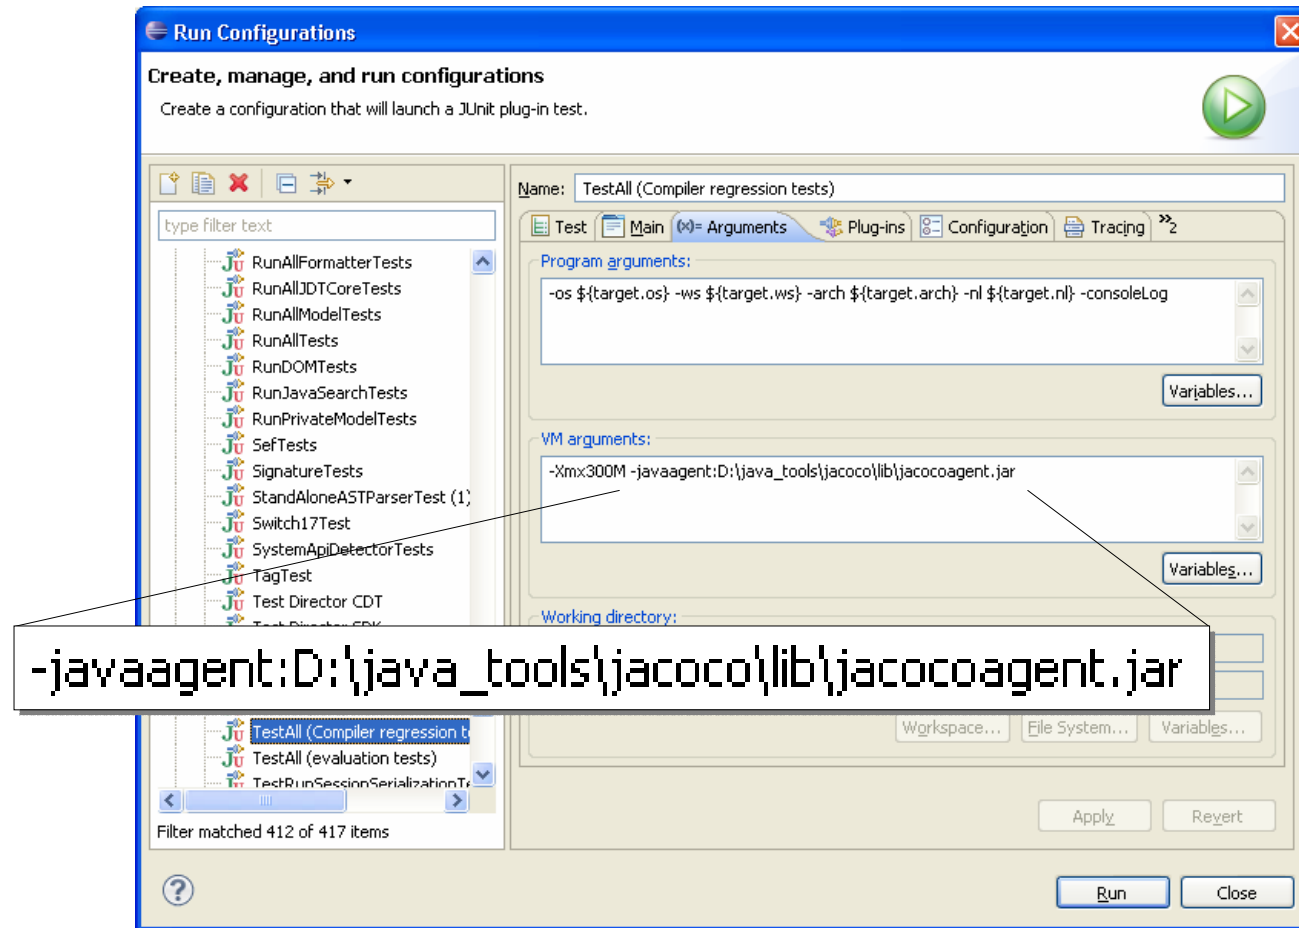 Run Configurations
Create, manage, and run configurations
Create a configuration that will launch a JUnit plug-in test.
type filter text
RunAllFormatterTests
RunAllJDTCoreTests
RunAllModelTests
RunAllTests
RunDOMTests
RunJavaSearchTests
RunPrivateModelTests
SefTests
SignatureTests
StandAloneASTParserTest (1)
Switch17Test
SystemApiDetectorTests
TagTest
Test Director CDT
TestAll (Compiler regression t
TestAll (evaluation tests)
Filter matched 412 of 417 items
Name: TestAll (Compiler regression tests)
Test Main (x)= Arguments Plug-ins Configuration Tracing »2
Program arguments:
-os ${target.os} -ws ${target.ws} -arch ${target.arch} -nl ${target.nl} -consoleLog
Variables...
VM arguments:
-Xmx300M -javaagent:D:\java_tools\jacoco\lib\jacocoagent.jar
Variables...
Working directory:
-javaagent:D:\java_tools\jacoco\lib\jacocoagent.jar
Workspace... File System... Variables...
Apply Revert
Run Close